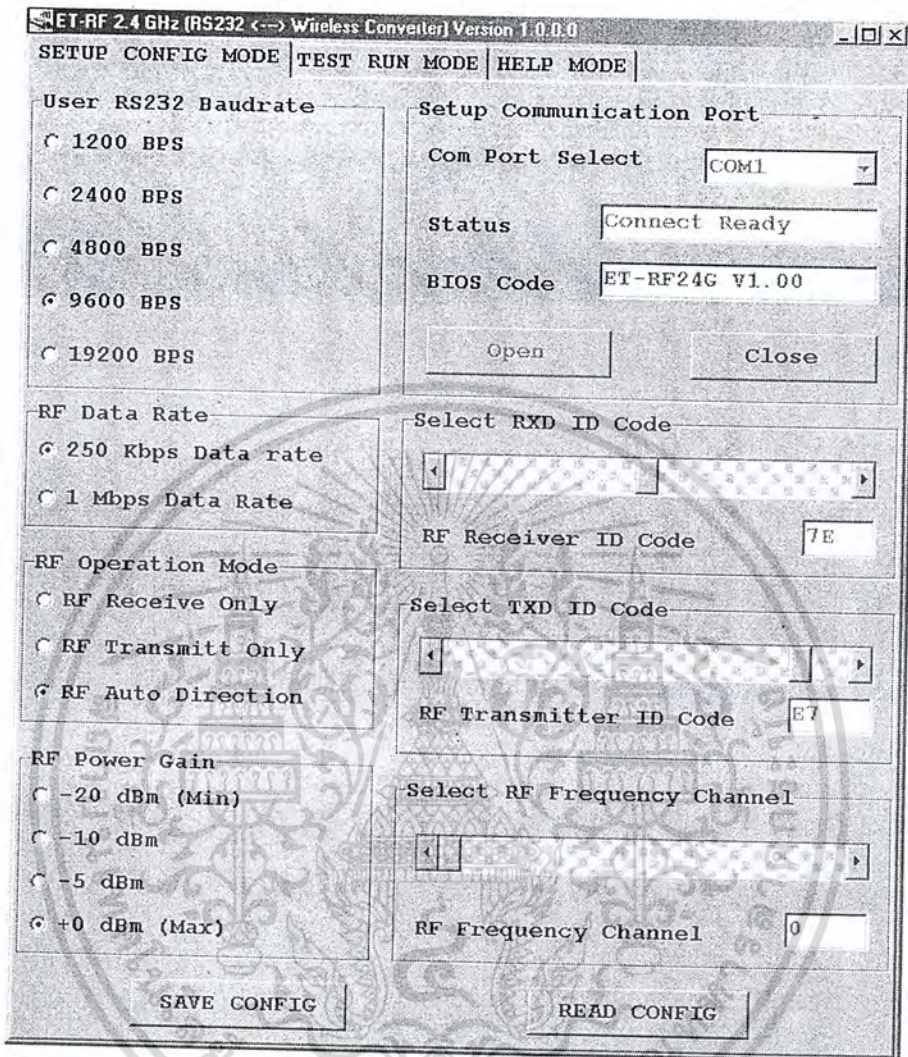 ET-RF 2.4 GHz (RS232 <--> Wireless Converter) Version 1.0.0.0
SETUP CONFIG MODE TEST RUN MODE HELP MODE
User RS232 Baudrate
1200 BPS
2400 BPS
4800 BPS
9600 BPS
19200 BPS
Setup Communication Port
Com Port Select COM1
Status Connect Ready
BIOS Code ET-RF24G V1.00
Open Close
RF Data Rate
250 Kbps Data rate
1 Mbps Data Rate
Select RXD ID Code
RF Receiver ID Code 7E
RF Operation Mode
RF Receive Only
RF Transmitt Only
RF Auto Direction
Select TXD ID Code
RF Transmitter ID Code E7
RF Power Gain
-20 dBm (Min)
-10 dBm
-5 dBm
+0 dBm (Max)
Select RF Frequency Channel
RF Frequency Channel 0
SAVE CONFIG READ CONFIG